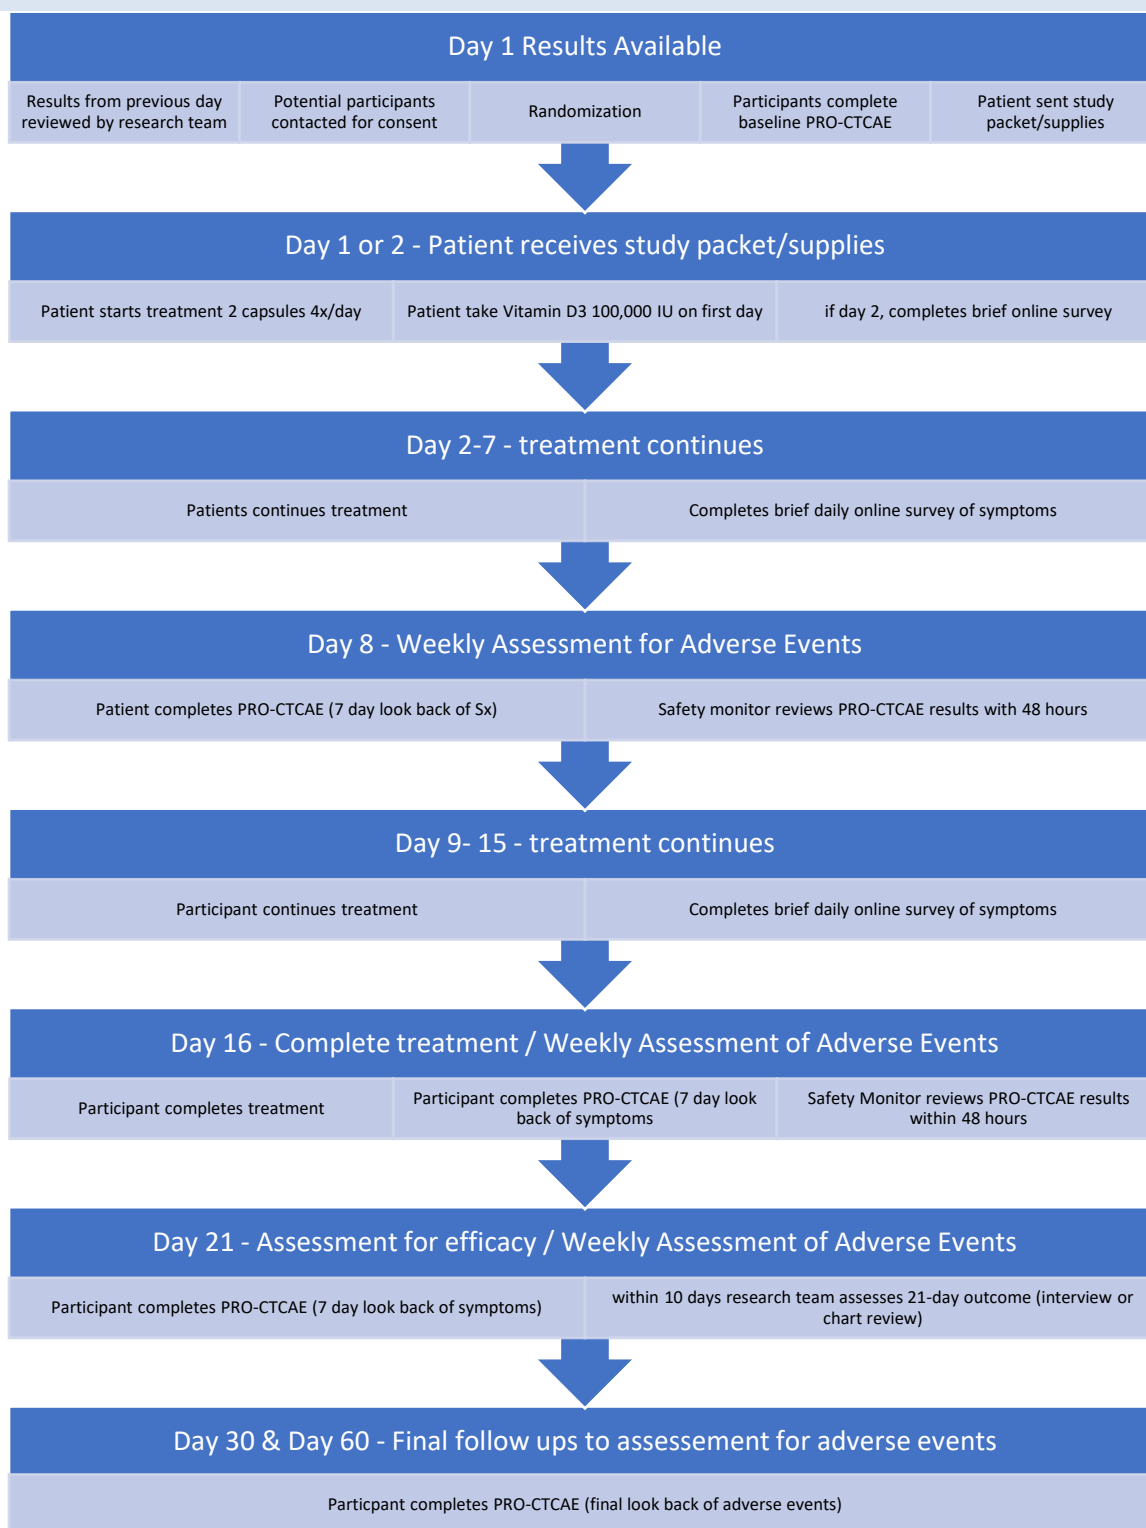 Day 1 Results Available
Results from previous day
reviewed by research team
Potential participants
contacted for consent
Randomization
Participants complete
baseline PRO-CTCAE
Patient sent study
packet/supplies
Day 1 or 2 - Patient receives study packet/supplies
Patient starts treatment 2 capsules 4x/day
Patient take Vitamin D3 100,000 IU on first day
if day 2, completes brief online survey
Day 2-7 - treatment continues
Patients continues treatment
Completes brief daily online survey of symptoms
Day 8 - Weekly Assessment for Adverse Events
Patient completes PRO-CTCAE (7 day look back of Sx)
Safety monitor reviews PRO-CTCAE results with 48 hours
Day 9- 15 - treatment continues
Participant continues treatment
Completes brief daily online survey of symptoms
Day 16 - Complete treatment / Weekly Assessment of Adverse Events
Participant completes treatment
Participant completes PRO-CTCAE (7 day look
back of symptoms
Safety Monitor reviews PRO-CTCAE results
within 48 hours
Day 21 - Assessment for efficacy / Weekly Assessment of Adverse Events
Participant completes PRO-CTCAE (7 day look back of symptoms)
within 10 days research team assesses 21-day outcome (interview or
chart review)
Day 30 & Day 60 - Final follow ups to assessement for adverse events
Particpant completes PRO-CTCAE (final look back of adverse events)